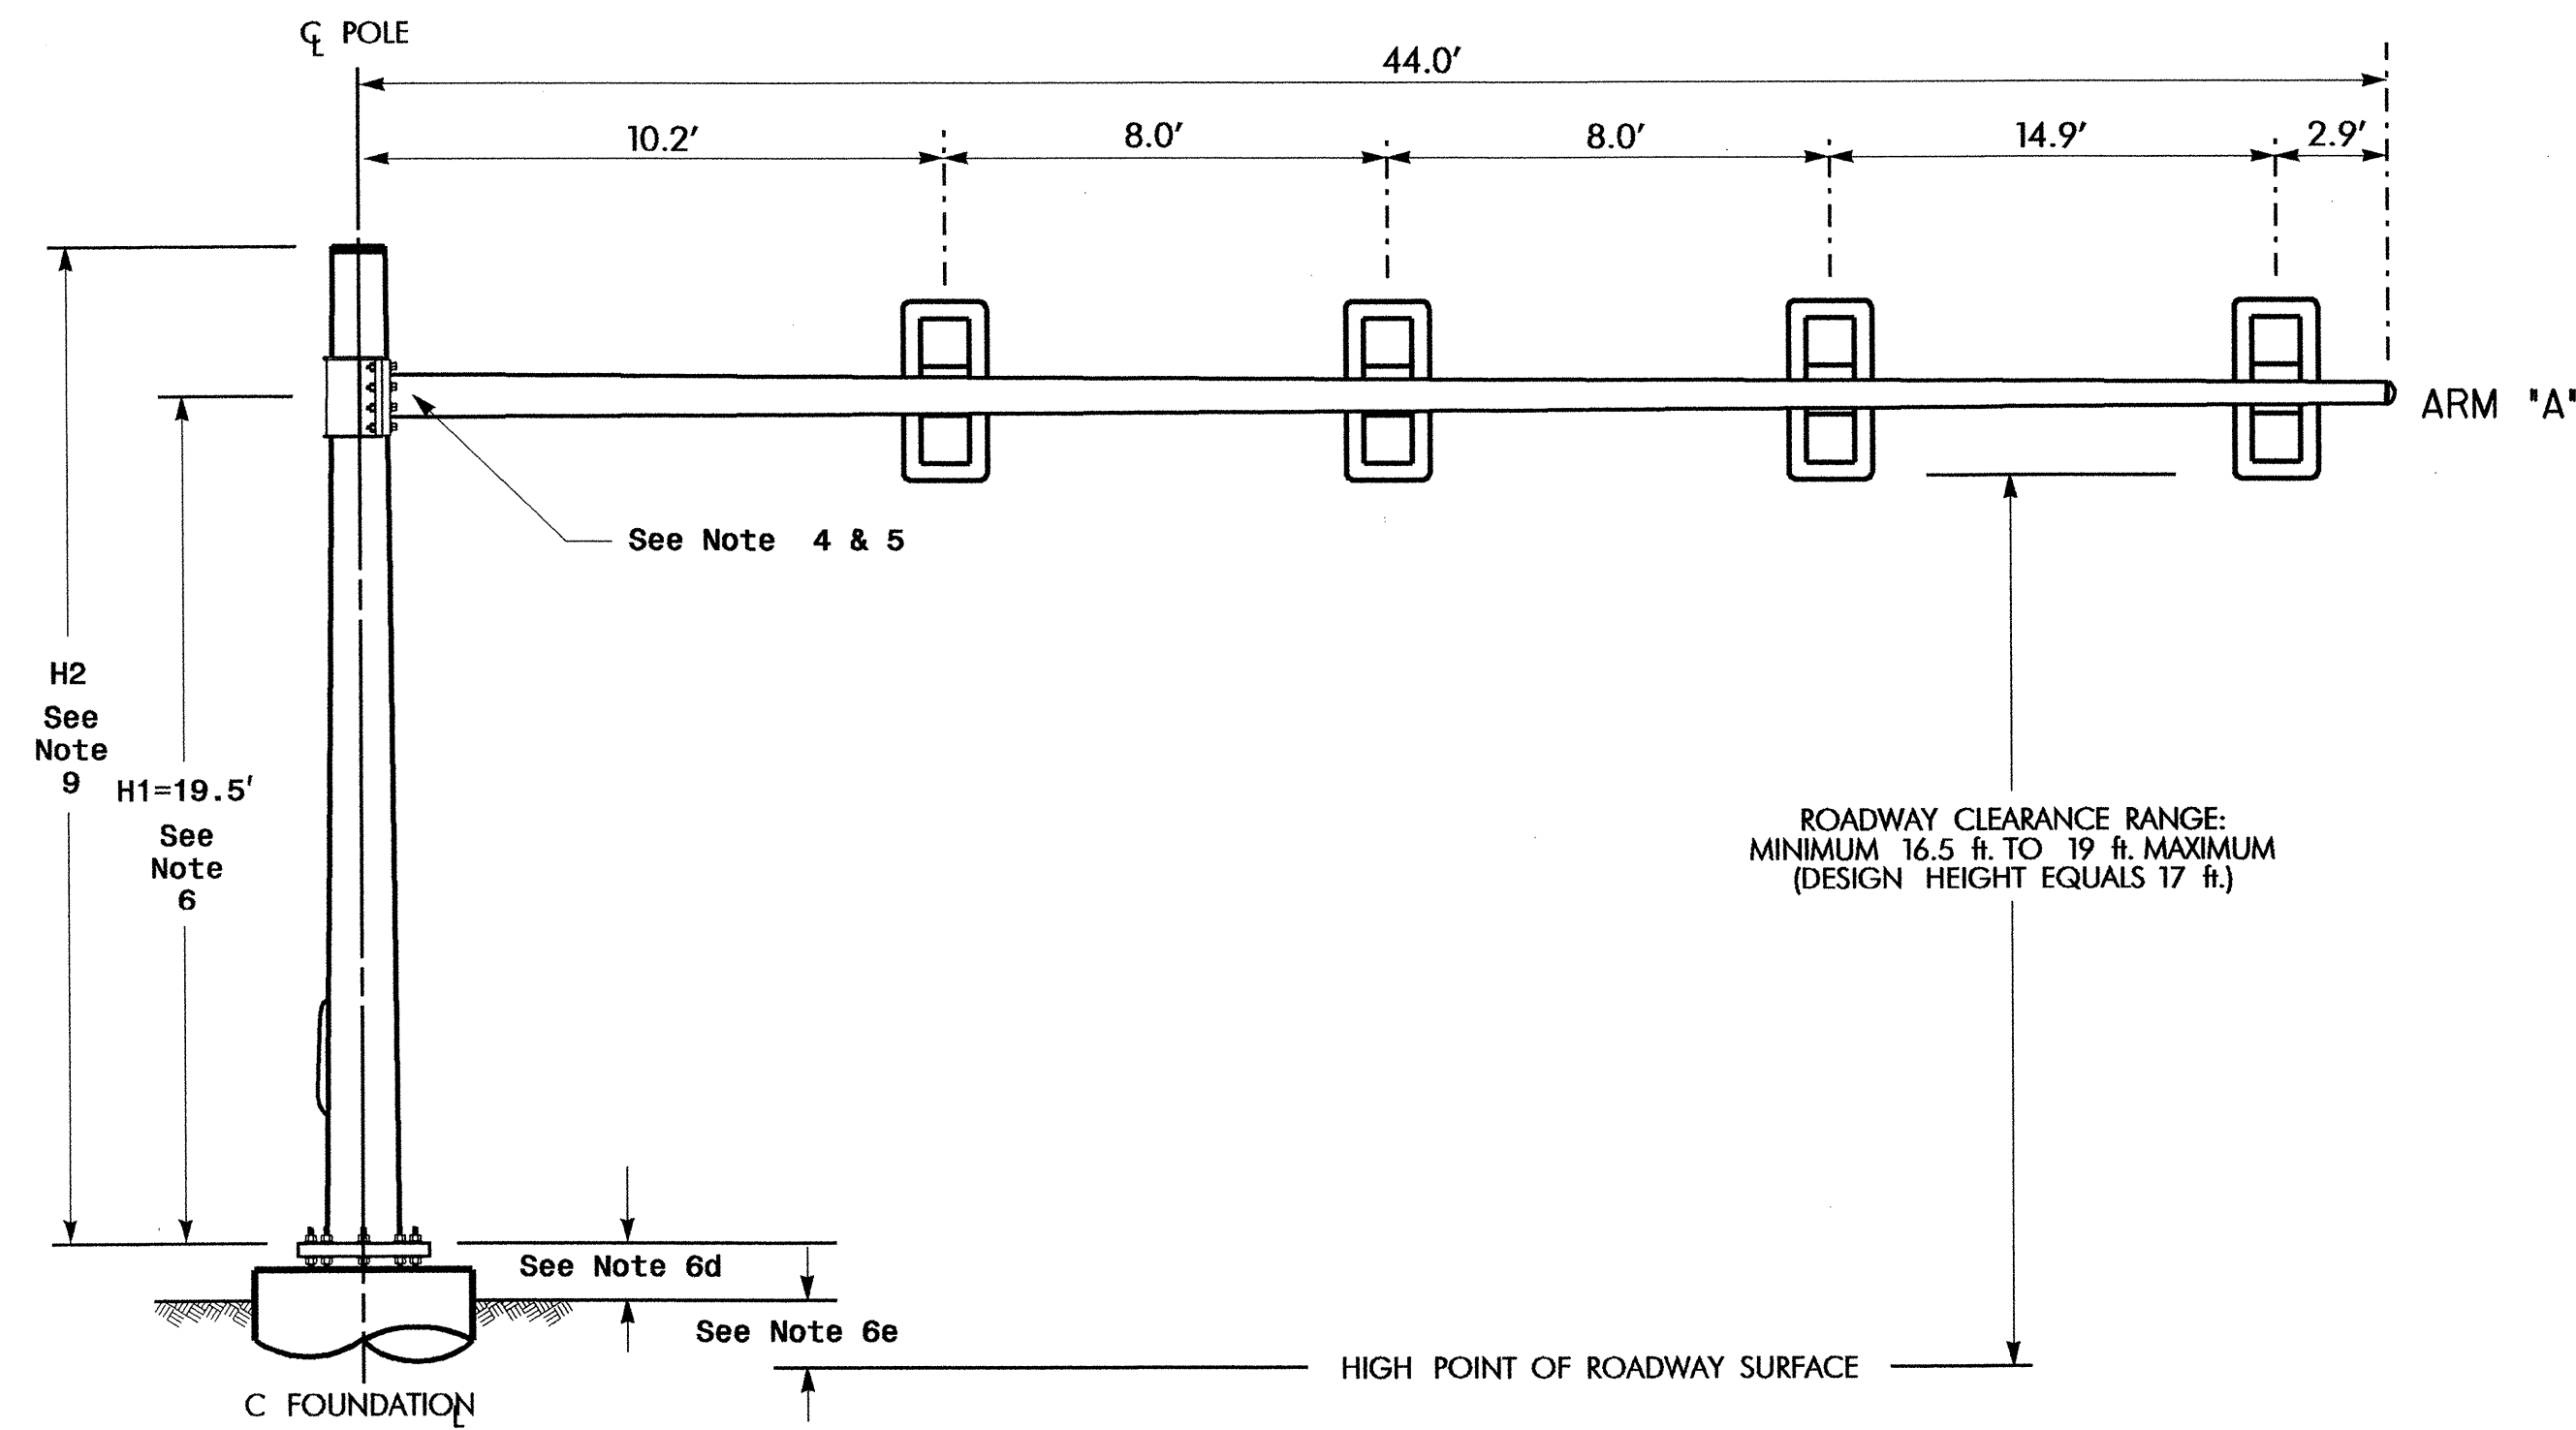 ℄ POLE
44.0'
10.2' 8.0' 8.0' 14.9' 2.9'
ARM "A"
See Note 4 & 5
H2
See
Note
9
H1=19.5'
See
Note
6
ROADWAY CLEARANCE RANGE:
MINIMUM 16.5 ft. TO 19 ft. MAXIMUM
(DESIGN HEIGHT EQUALS 17 ft.)
See Note 6d
See Note 6e
HIGH POINT OF ROADWAY SURFACE
C FOUNDATION
L